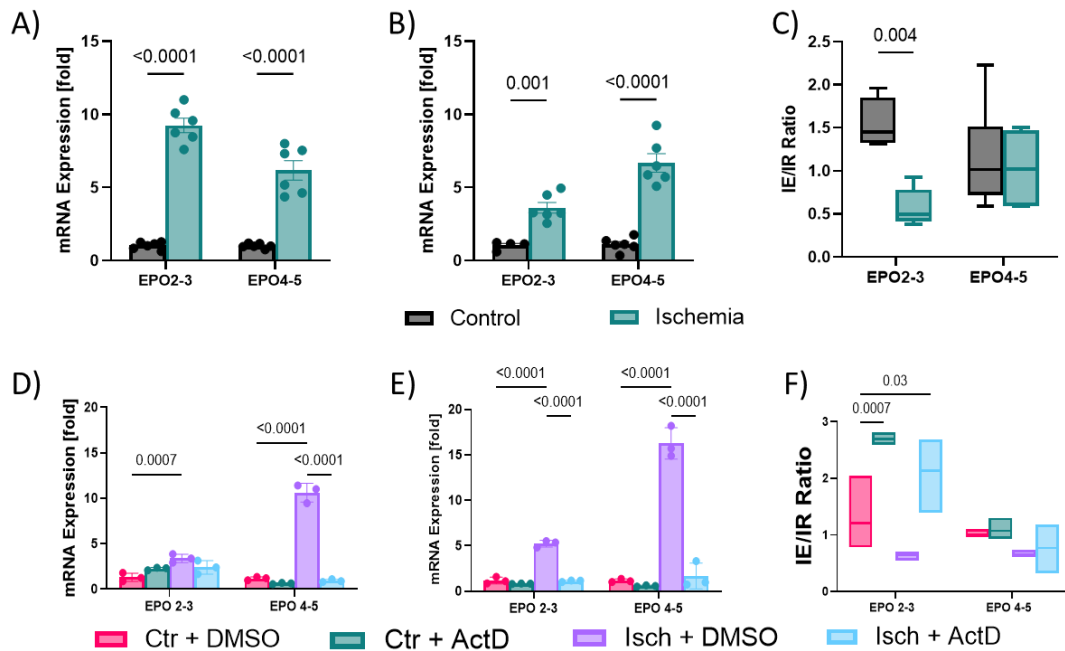 A)
mRNA Expression [fold]
15
10
5
0
<0.0001
<0.0001
EPO2-3
EPO4-5
B)
mRNA Expression [fold]
15
10
5
0
0.001
<0.0001
EPO2-3
EPO4-5
C)
IE/IR Ratio
2.5
2.0
1.5
1.0
0.5
0.0
0.004
EPO2-3
EPO4-5
Control
Ischemia
D)
mRNA Expression [fold]
20
15
10
5
0
0.0007
<0.0001
<0.0001
EPO 2-3
EPO 4-5
E)
mRNA Expression [fold]
20
15
10
5
0
<0.0001
<0.0001
<0.0001
<0.0001
EPO 2-3
EPO 4-5
F)
IE/IR Ratio
3
2
1
0
0.03
0.0007
EPO 2-3
EPO 4-5
Ctr + DMSO
Ctr + ActD
Isch + DMSO
Isch + ActD